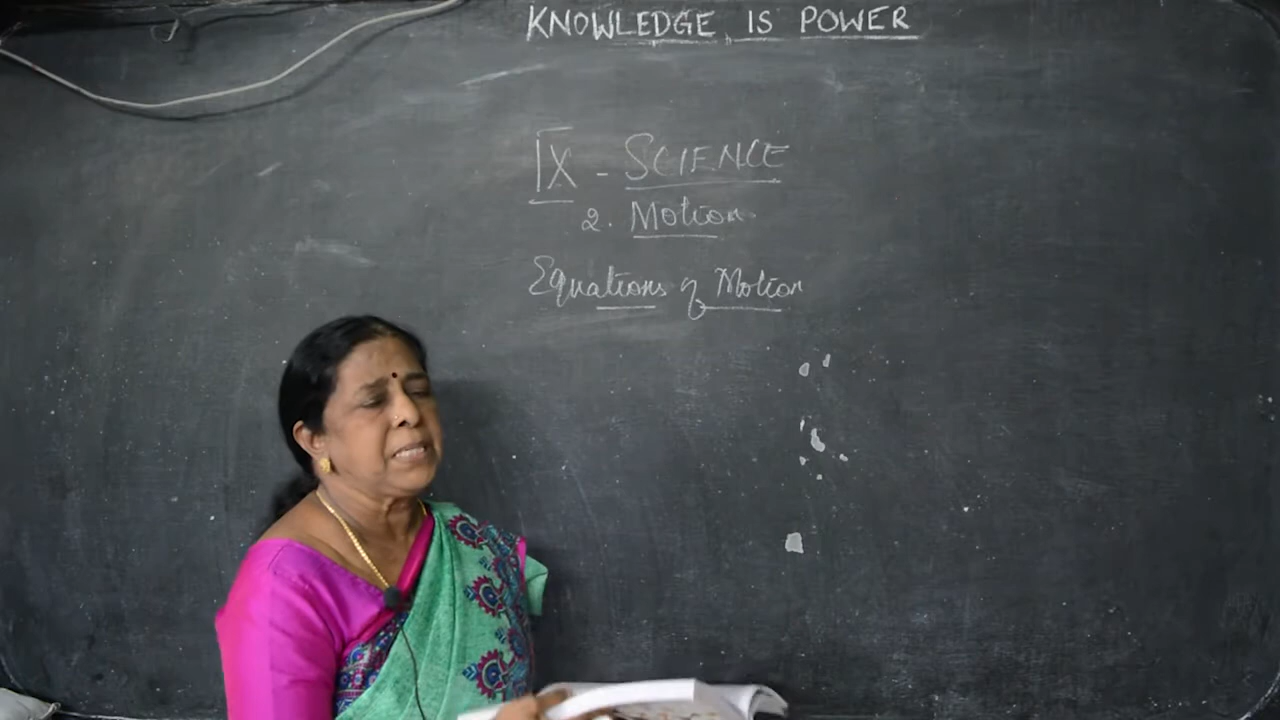 KNOWLEDGE IS POWER
IX - SCIENCE
2. Motion
Equations of Motion